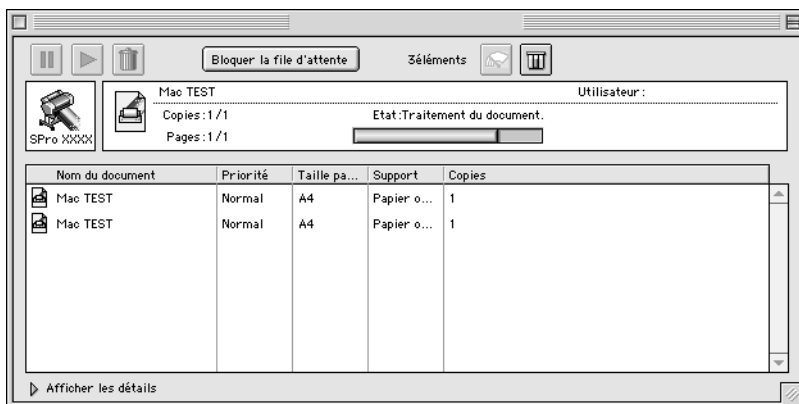 Bloquer la file d'attente 3éléments
SPro XXXX
Mac TEST Utilisateur :
Copies :1 /1 Etat :Traitement du document.
Pages :1 /1
Nom du document Priorité Taille pa... Support Copies
Mac TEST Normal A4 Papier o... 1
Mac TEST Normal A4 Papier o... 1
Afficher les détails